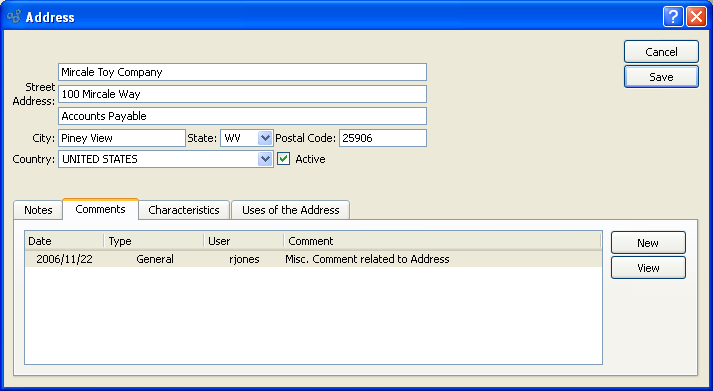 Address
Cancel
Save
Street Address:
Mircale Toy Company
100 Mircale Way
Accounts Payable
City: Piney View State: WV Postal Code: 25906
Country: UNITED STATES Active
Notes Comments Characteristics Uses of the Address
Date Type User Comment
2006/11/22 General rjones Misc. Comment related to Address
New
View